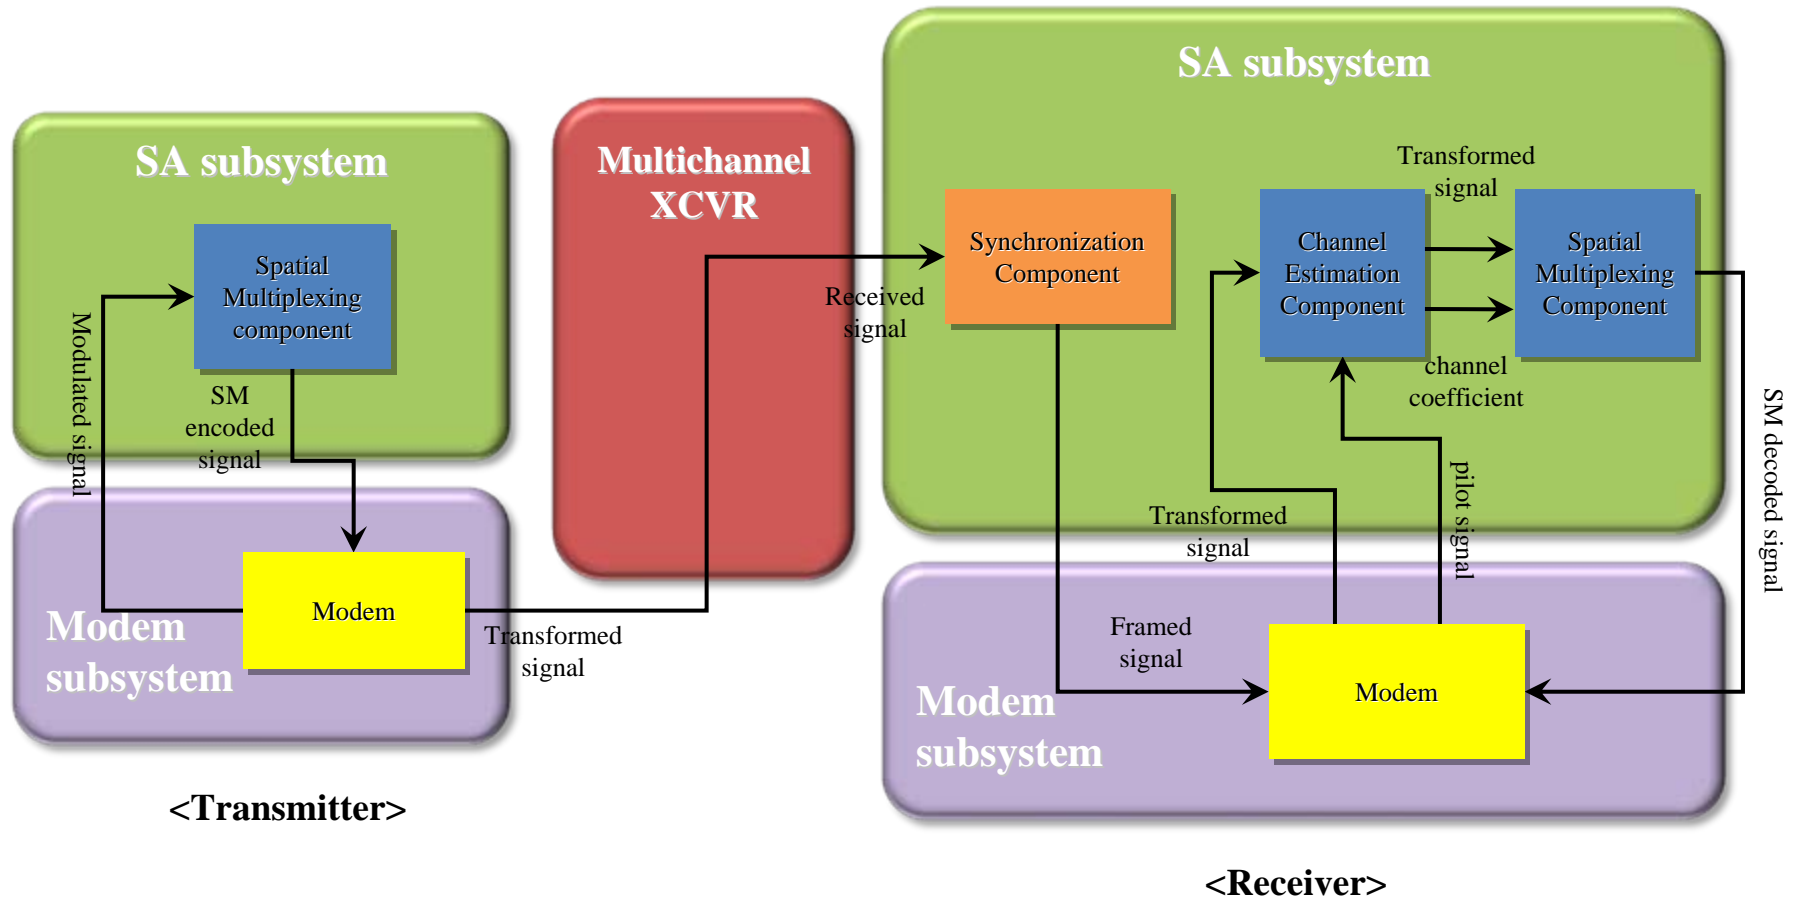 SA subsystem
Spatial
Multiplexing
component
Modulated signal
SM
encoded
signal
Modem
subsystem
Modem
Transformed
signal
<Transmitter>
Multichannel
XCVR
Received
signal
SA subsystem
Synchronization
Component
Channel
Estimation
Component
Transformed
signal
channel
coefficient
Spatial
Multiplexing
Component
SM decoded signal
Transformed
signal
pilot signal
Framed
signal
Modem
subsystem
Modem
<Receiver>